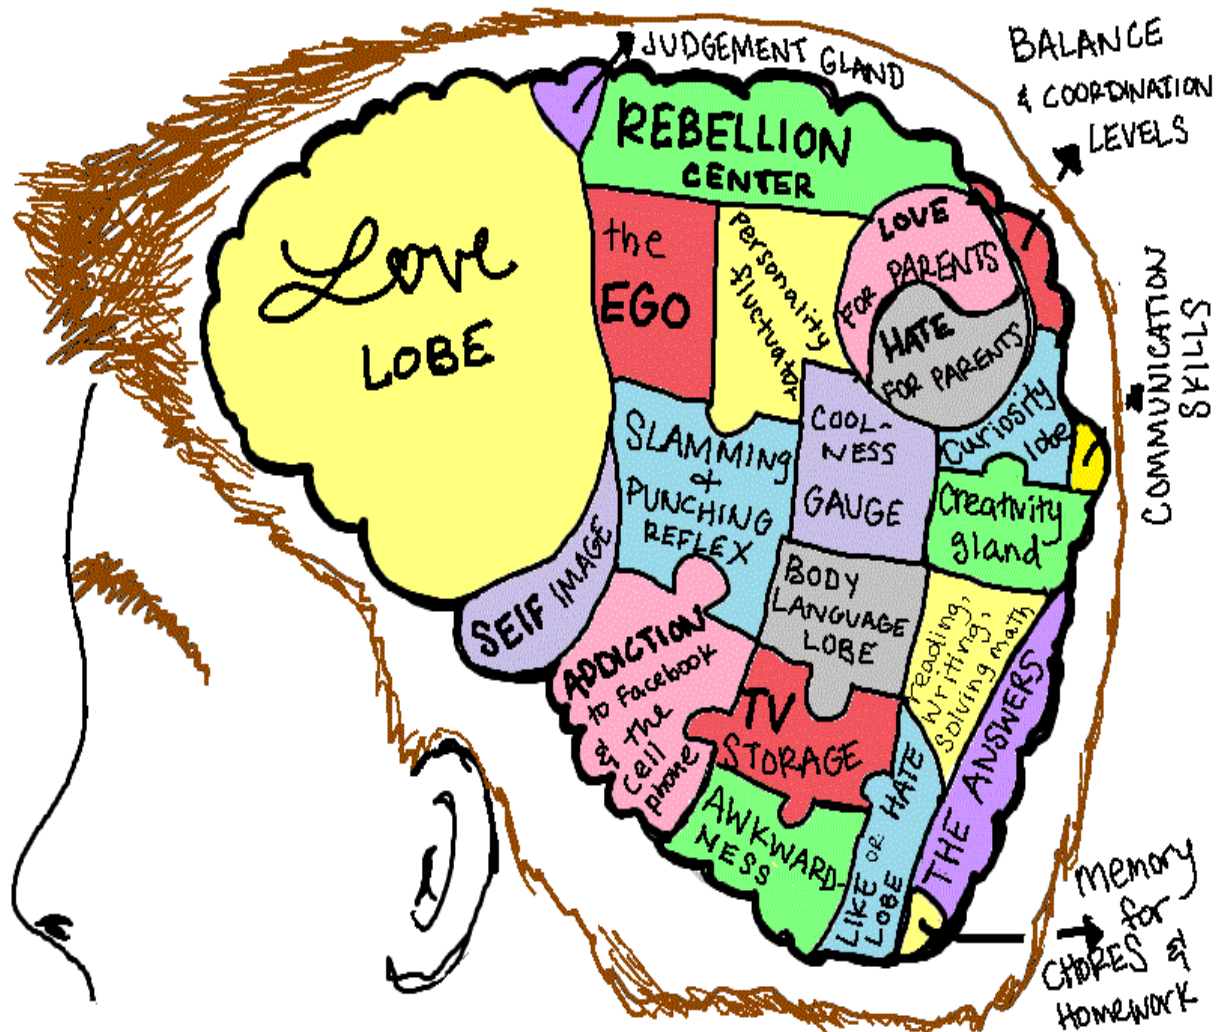 JUDGEMENT GLAND
BALANCE
& COORDINATION
LEVELS
REBELLION
CENTER
Love
LOBE
the
EGO
Personality
fluctuator
LOVE
FOR PARENTS
HATE
FOR PARENTS
COMMUNICATION
SKILLS
SLAMMING
&
PUNCHING
REFLEX
COOL-
NESS
GAUGE
Curiosity
lobe
Creativity
gland
SElF IMAGE
BODY
LANGUAGE
LOBE
reading,
writing,
solving math
ADDICTION
to Facebook
& the
cell
phone
TV
STORAGE
THE ANSWERS
AWKWARD-
NESS
LIKE OR HATE
LOBE
memory
for
CHORES &
Homework